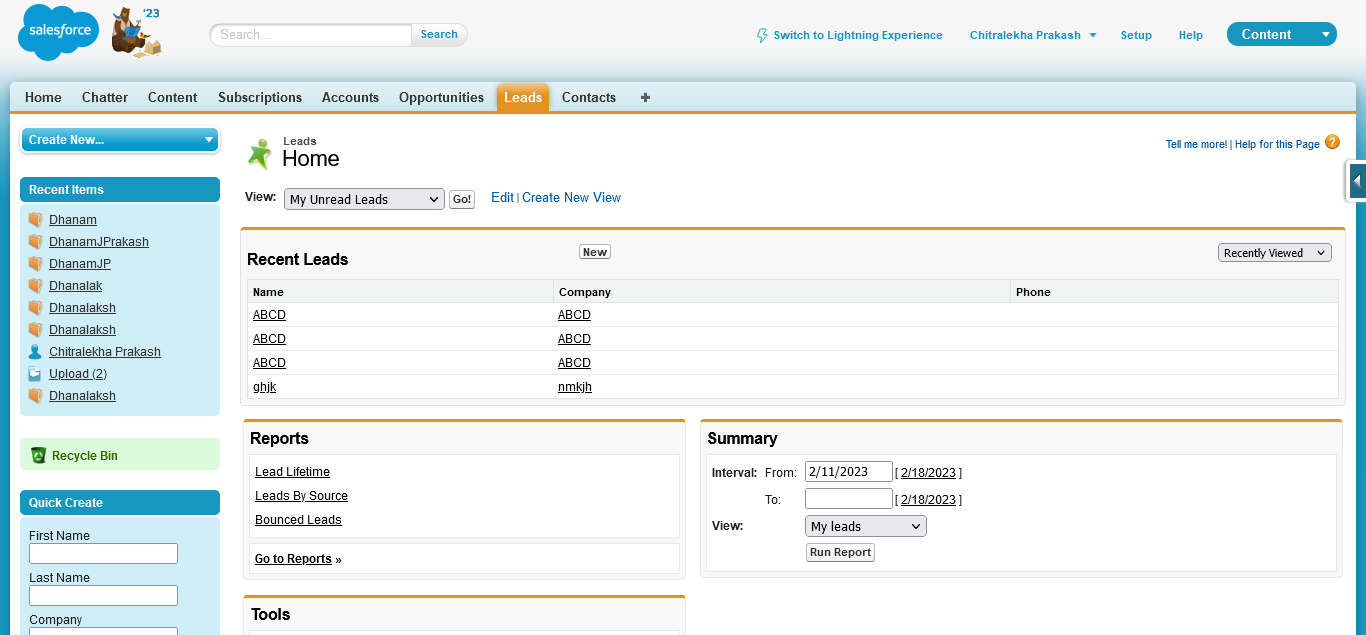 salesforce
'23
Search...
Search
Switch to Lightning Experience
Chitralekha Prakash
Setup
Help
Content
Home Chatter Content Subscriptions Accounts Opportunities Leads Contacts +
Create New...
Recent Items
Dhanam
DhanamJPrakash
DhanamJP
Dhanalak
Dhanalaksh
Dhanalaksh
Chitralekha Prakash
Upload (2)
Dhanalaksh
Recycle Bin
Quick Create
First Name
Last Name
Company
Leads
Home
Tell me more! | Help for this Page ?
View: My Unread Leads Go! Edit | Create New View
Recent Leads New Recently Viewed
Name Company Phone
ABCD ABCD
ABCD ABCD
ABCD ABCD
ghjk nmkjh
Reports
Lead Lifetime
Leads By Source
Bounced Leads
Go to Reports »
Summary
Interval: From: 2/11/2023 [ 2/18/2023 ]
To: [ 2/18/2023 ]
View: My leads
Run Report
Tools